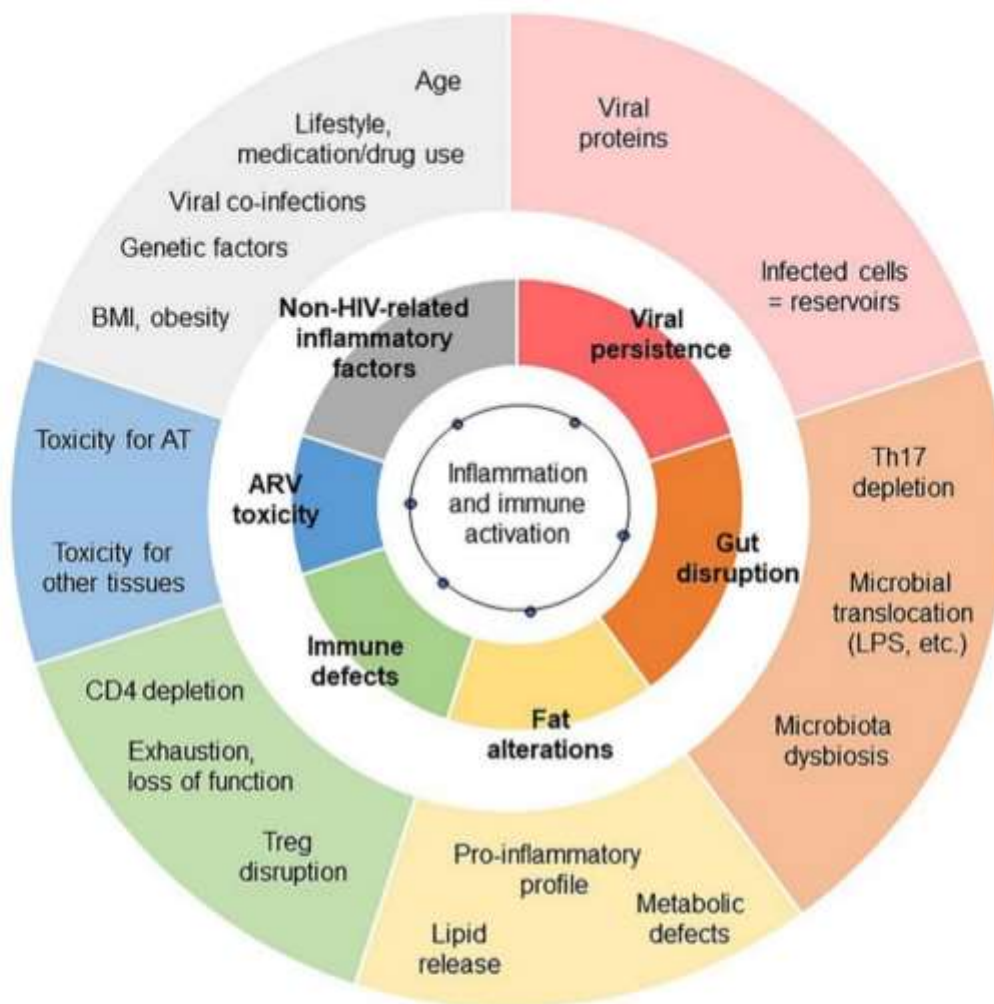 Age
Lifestyle,
medication/drug use
Viral co-infections
Genetic factors
BMI, obesity
Viral
proteins
Infected cells
= reservoirs
Non-HIV-related
inflammatory
factors
Viral
persistence
Toxicity for AT
Toxicity for
other tissues
ARV
toxicity
Inflammation
and immune
activation
Gut
disruption
Th17
depletion
Microbial
translocation
(LPS, etc.)
Microbiota
dysbiosis
Immune
defects
Fat
alterations
CD4 depletion
Exhaustion,
loss of function
Treg
disruption
Pro-inflammatory
profile
Lipid
release
Metabolic
defects